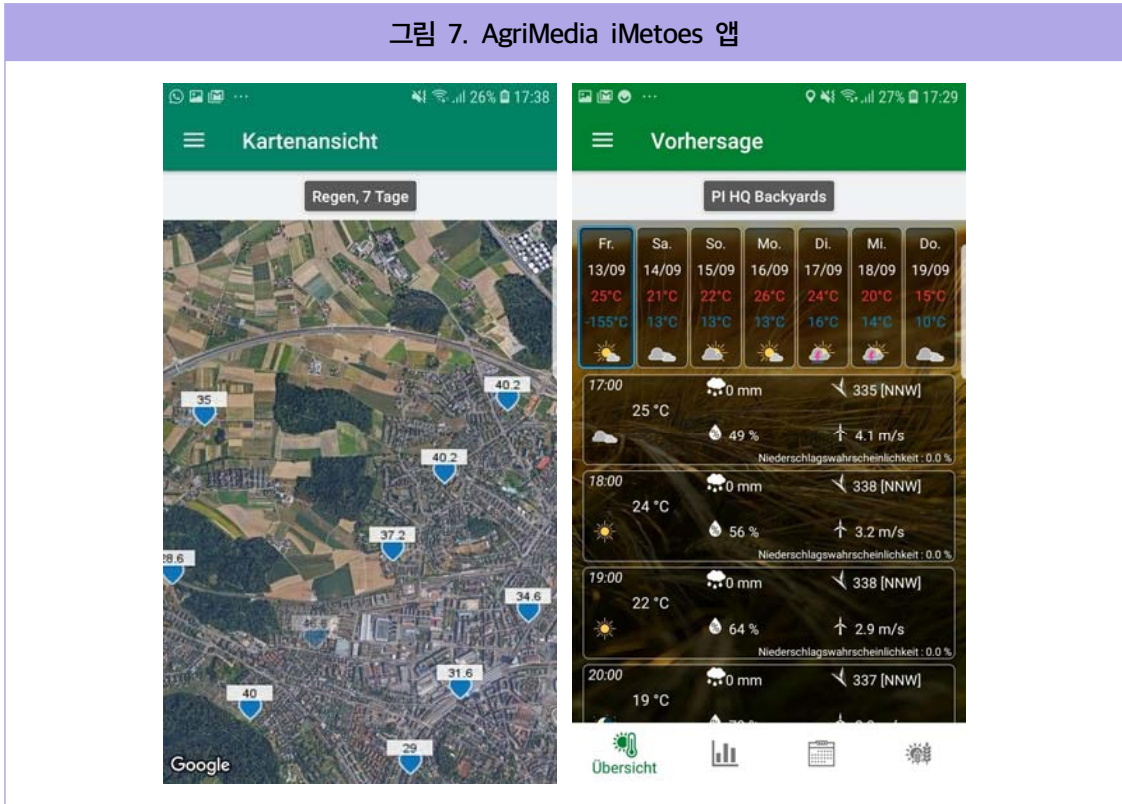 그림 7. AgriMedia iMetoes 앱
26% 17:38
Kartenansicht
Regen, 7 Tage
40.2
35
40.2
37.2
28.6
34.6
46.6
31.6
40
29
Google
27% 17:29
Vorhersage
PI HQ Backyards
Fr. Sa. So. Mo. Di. Mi. Do.
13/09 14/09 15/09 16/09 17/09 18/09 19/09
25°C 21°C 22°C 26°C 24°C 20°C 15°C
-155°C 13°C 13°C 13°C 16°C 14°C 10°C
17:00 0 mm 335 [NNW]
25 °C
49 % 4.1 m/s
Niederschlagswahrscheinlichkeit : 0.0 %
18:00 0 mm 338 [NNW]
24 °C
56 % 3.2 m/s
Niederschlagswahrscheinlichkeit : 0.0 %
19:00 0 mm 338 [NNW]
22 °C
64 % 2.9 m/s
Niederschlagswahrscheinlichkeit : 0.0 %
20:00 0 mm 337 [NNW]
19 °C
Übersicht